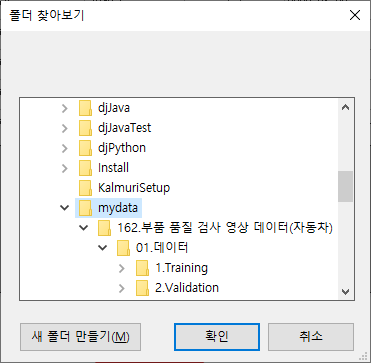 폴더 찾아보기
djJava
djJavaTest
djPython
Install
KalmuriSetup
mydata
162.부품 품질 검사 영상 데이터(자동차)
01.데이터
1.Training
2.Validation
새 폴더 만들기(M)
확인
취소